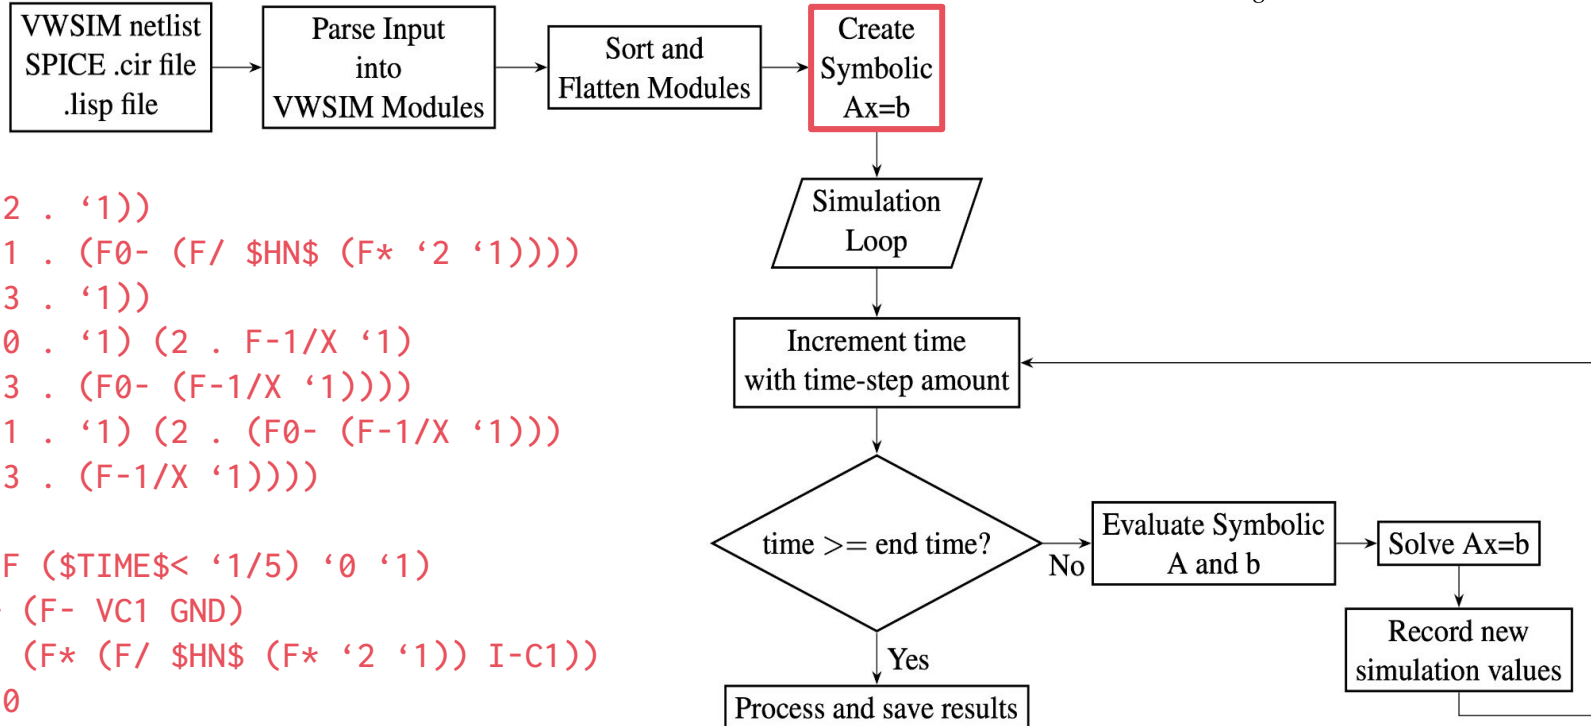 VWSIM netlist
SPICE .cir file
.lisp file
Parse Input
into
VWSIM Modules
Sort and
Flatten Modules
Create
Symbolic
Ax=b
2 . ‘1))
1 . (F0- (F/ $HN$ (F* ‘2 ‘1))))
3 . ‘1))
0 . ‘1) (2 . F-1/X ‘1)
3 . (F0- (F-1/X ‘1))))
1 . ‘1) (2 . (F0- (F-1/X ‘1)))
3 . (F-1/X ‘1))))
F ($TIME$< ‘1/5) ‘0 ‘1)
(F- VC1 GND)
(F* (F/ $HN$ (F* ‘2 ‘1)) I-C1))
0
Simulation
Loop
Increment time
with time-step amount
time >= end time?
No
Evaluate Symbolic
A and b
Solve Ax=b
Record new
simulation values
Yes
Process and save results